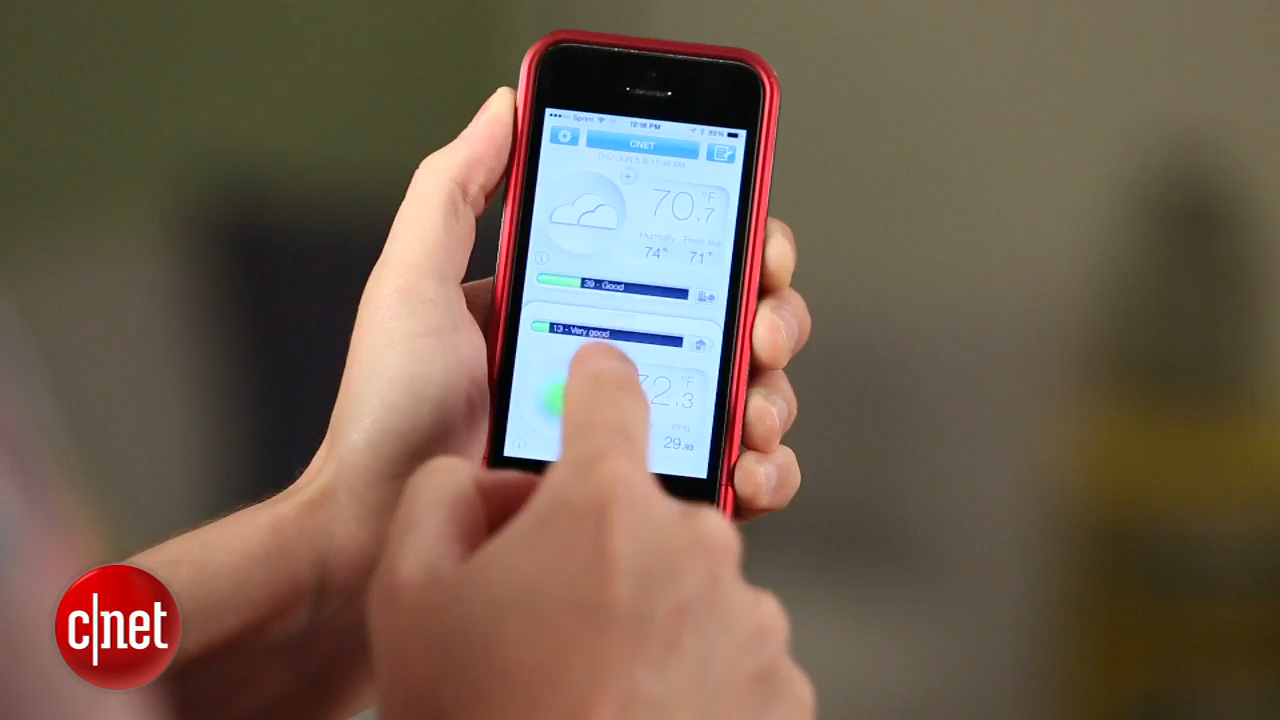 Sprint 12:16 PM 89%
CNET
THU, JUN 5 @ 11:46 AM
70.7 °F
Humidity Feels like
74% 71°
39 - Good
13 - Very good
72.3 °F
29.93
c|net